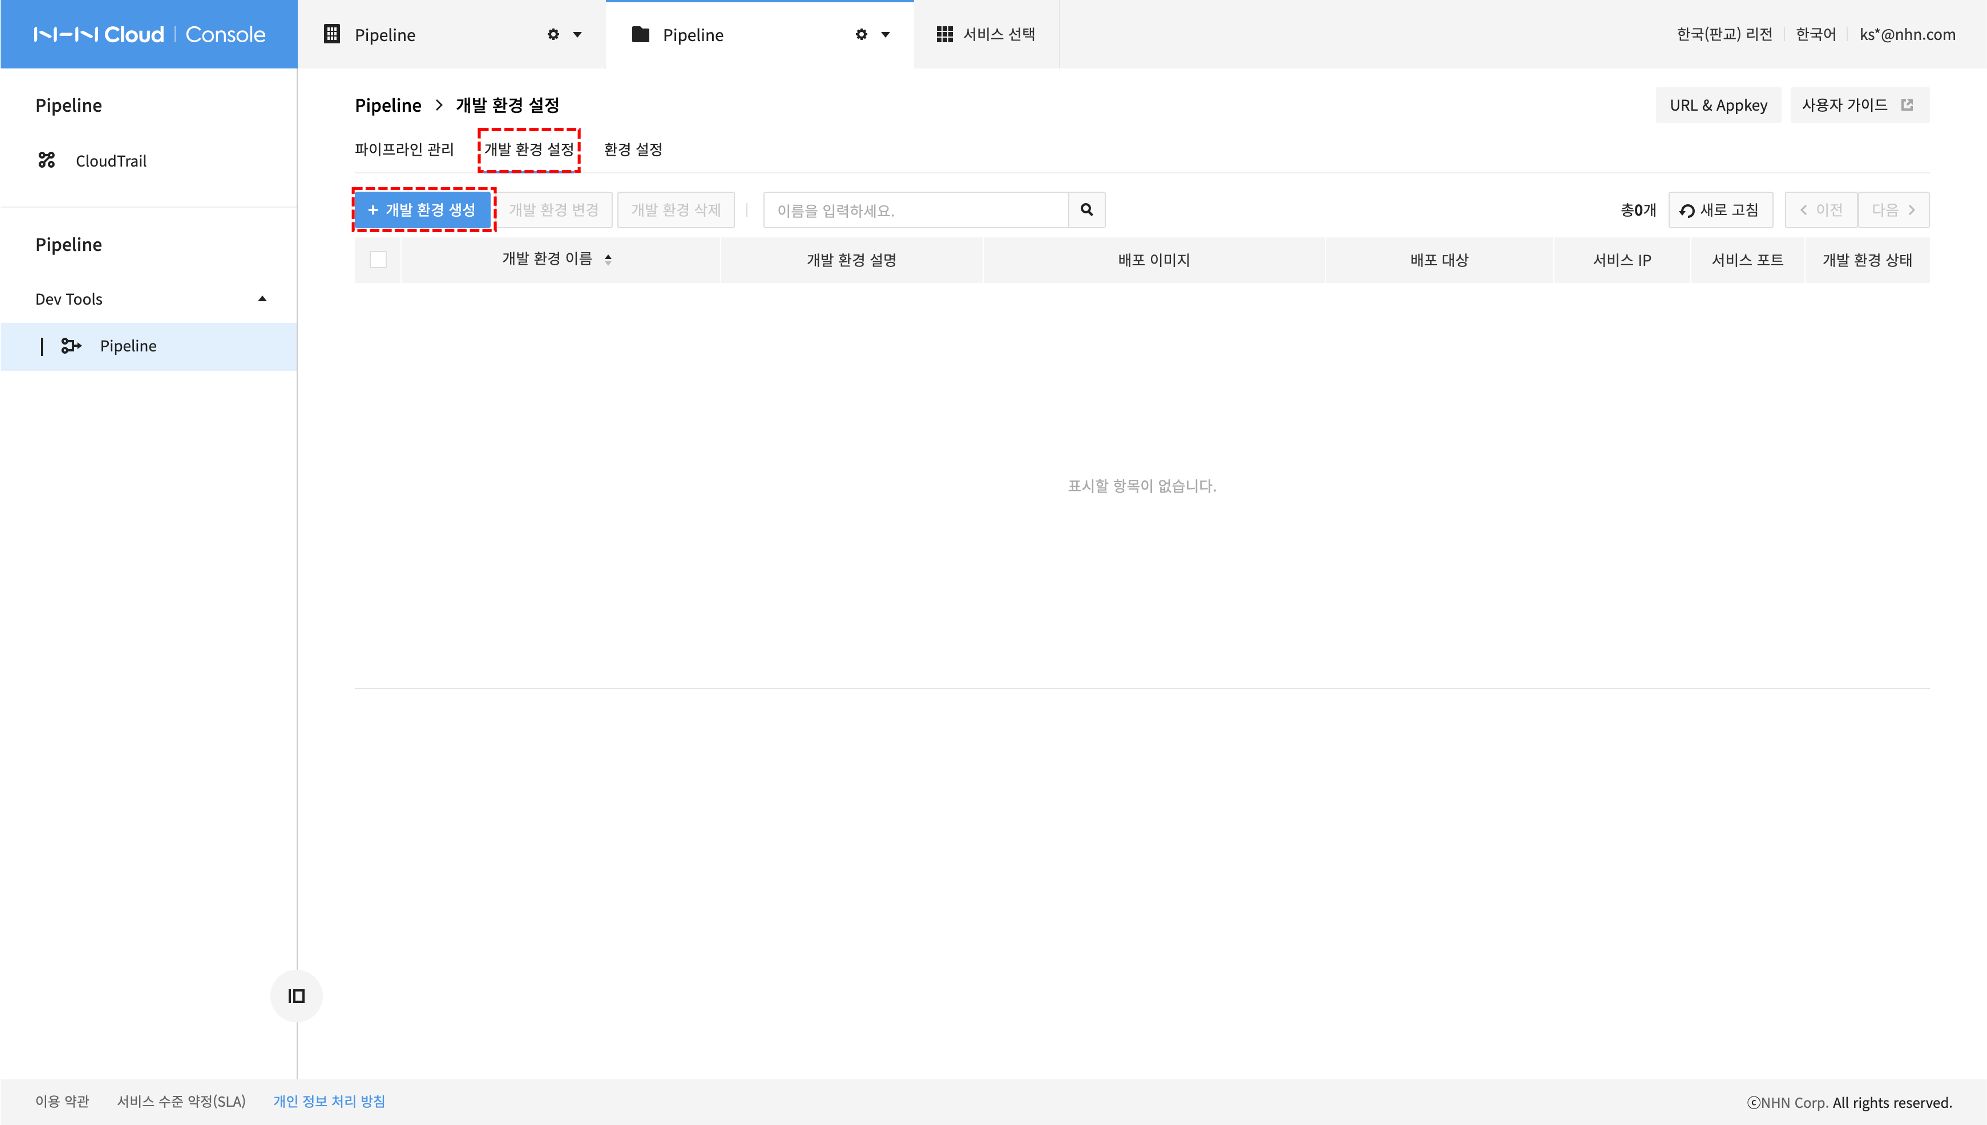 NHN Cloud | Console
Pipeline
Pipeline
서비스 선택
한국(판교) 리전
한국어
ks*@nhn.com
Pipeline
CloudTrail
Pipeline
Dev Tools
Pipeline
Pipeline > 개발 환경 설정
URL & Appkey
사용자 가이드
파이프라인 관리
개발 환경 설정
환경 설정
+ 개발 환경 생성
개발 환경 변경
개발 환경 삭제
이름을 입력하세요.
총0개
새로 고침
< 이전
다음 >
개발 환경 이름
개발 환경 설명
배포 이미지
배포 대상
서비스 IP
서비스 포트
개발 환경 상태
표시할 항목이 없습니다.
이용 약관
서비스 수준 약정(SLA)
개인 정보 처리 방침
ⓒNHN Corp. All rights reserved.